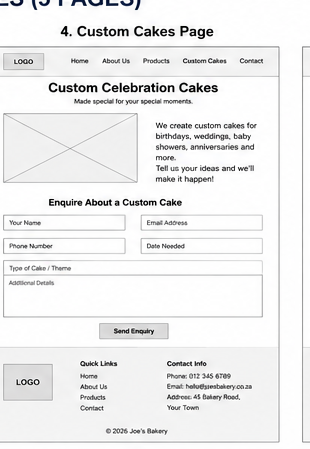 ES (5 PAGES)
4. Custom Cakes Page
LOGO Home About Us Products Custom Cakes Contact
Custom Celebration Cakes
Made special for your special moments.
We create custom cakes for
birthdays, weddings, baby
showers, anniversaries and
more.
Tell us your ideas and we'll
make it happen!
Enquire About a Custom Cake
Your Name Email Address
Phone Number Date Needed
Type of Cake / Theme
Additional Details
Send Enquiry
LOGO
Quick Links
Home
About Us
Products
Contact
Contact Info
Phone: 012 345 6789
Email: hello@joesbakery.co.za
Address: 45 Bakery Road,
Your Town
© 2026 Joe's Bakery